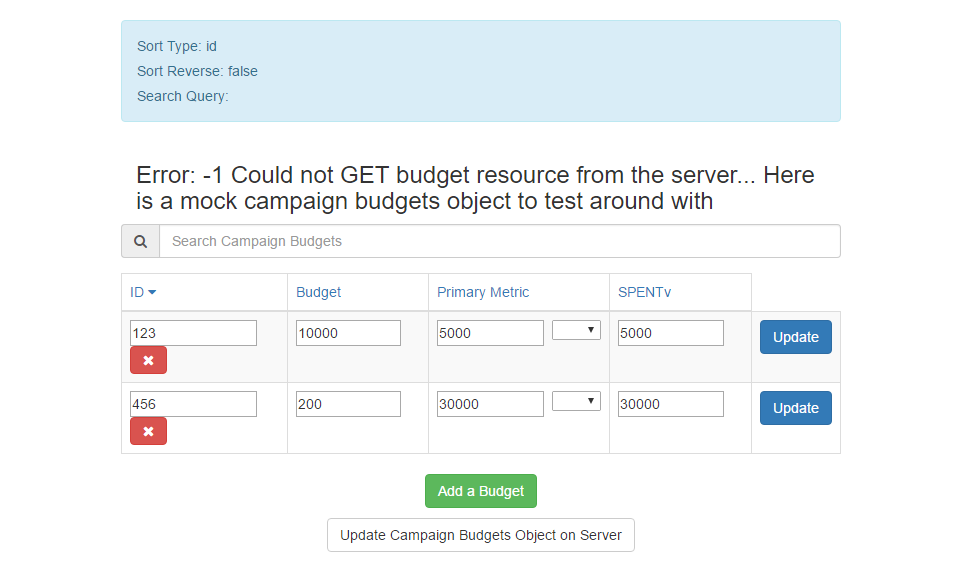 Sort Type: id
Sort Reverse: false
Search Query:
Error: -1 Could not GET budget resource from the server... Here
is a mock campaign budgets object to test around with
Search Campaign Budgets
ID Budget Primary Metric SPENTv
123 10000 5000 5000 Update
456 200 30000 30000 Update
Add a Budget
Update Campaign Budgets Object on Server